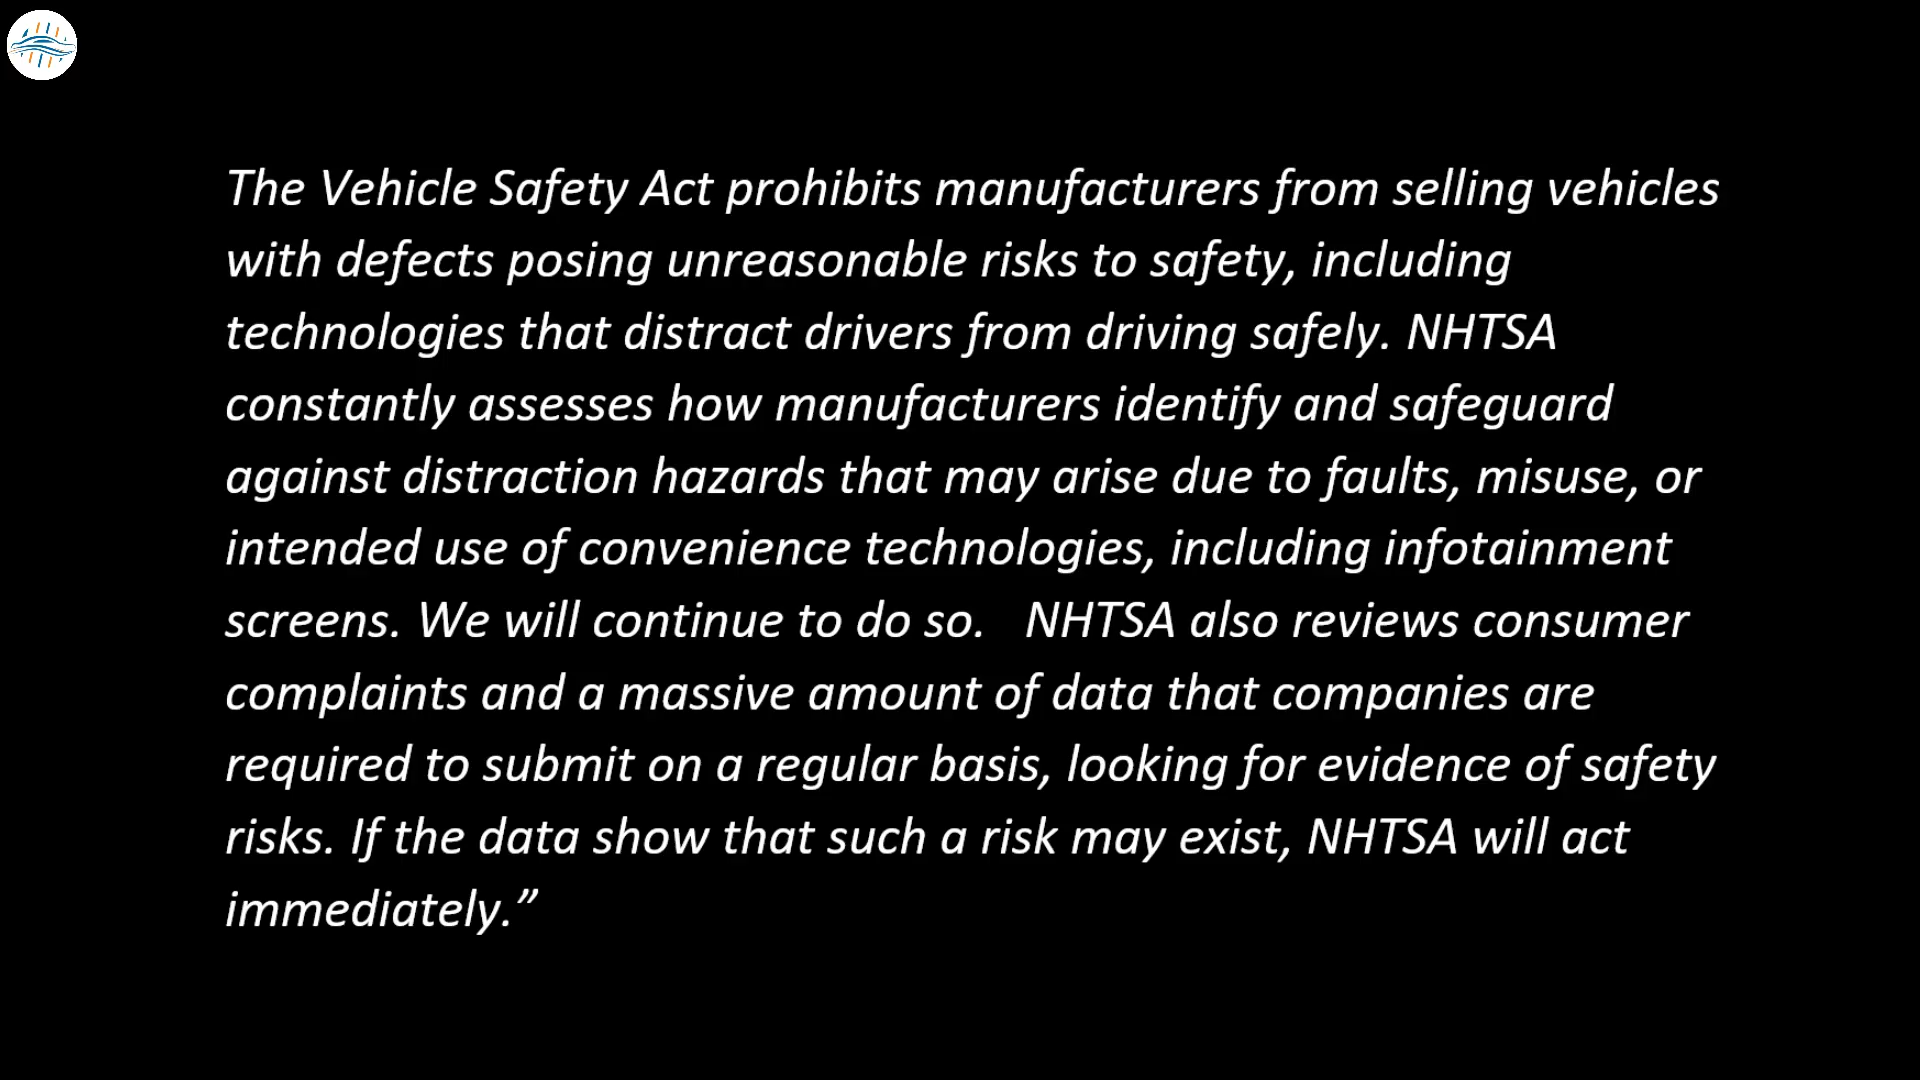 The Vehicle Safety Act prohibits manufacturers from selling vehicles
with defects posing unreasonable risks to safety, including
technologies that distract drivers from driving safely. NHTSA
constantly assesses how manufacturers identify and safeguard
against distraction hazards that may arise due to faults, misuse, or
intended use of convenience technologies, including infotainment
screens. We will continue to do so.   NHTSA also reviews consumer
complaints and a massive amount of data that companies are
required to submit on a regular basis, looking for evidence of safety
risks. If the data show that such a risk may exist, NHTSA will act
immediately.”